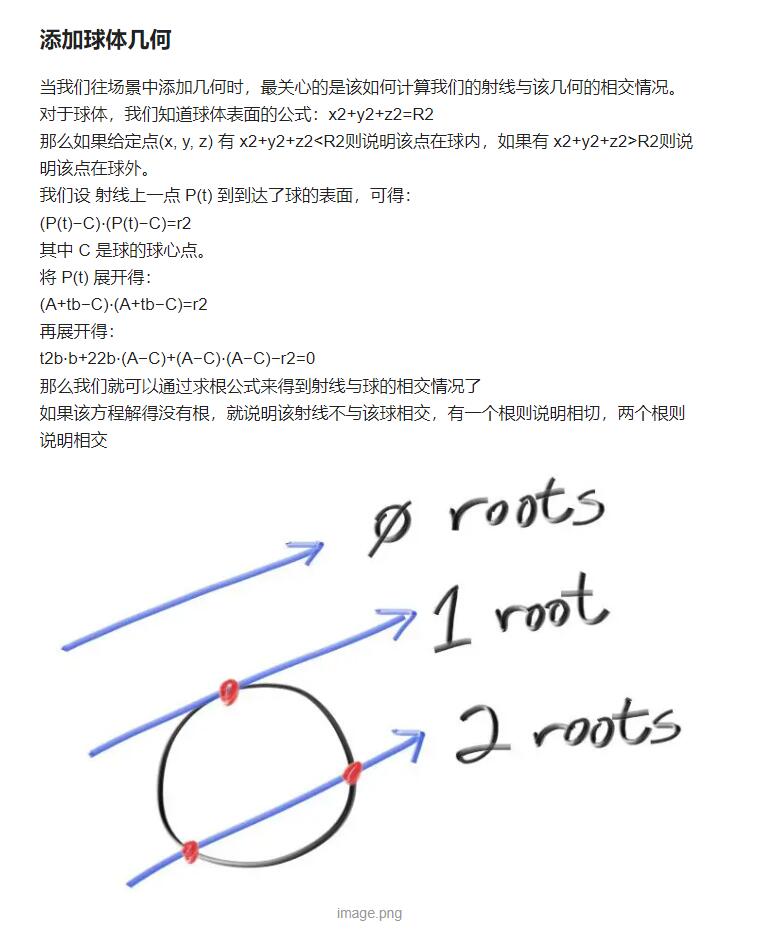 添加球体几何
当我们往场景中添加几何时，最关心的是该如何计算我们的射线与该几何的相交情况。
对于球体，我们知道球体表面的公式：x2+y2+z2=R2
那么如果给定点(x, y, z) 有 x2+y2+z2<R2则说明该点在球内，如果有 x2+y2+z2>R2则说
明该点在球外。
我们设 射线上一点 P(t) 到到达了球的表面，可得：
(P(t)−C)·(P(t)−C)=r2
其中 C 是球的球心点。
将 P(t) 展开得：
(A+tb−C)·(A+tb−C)=r2
再展开得：
t2b·b+22b·(A−C)+(A−C)·(A−C)−r2=0
那么我们就可以通过求根公式来得到射线与球的相交情况了
如果该方程解得没有根，就说明该射线不与该球相交，有一个根则说明相切，两个根则
说明相交
0 roots
1 root
2 roots
image.png